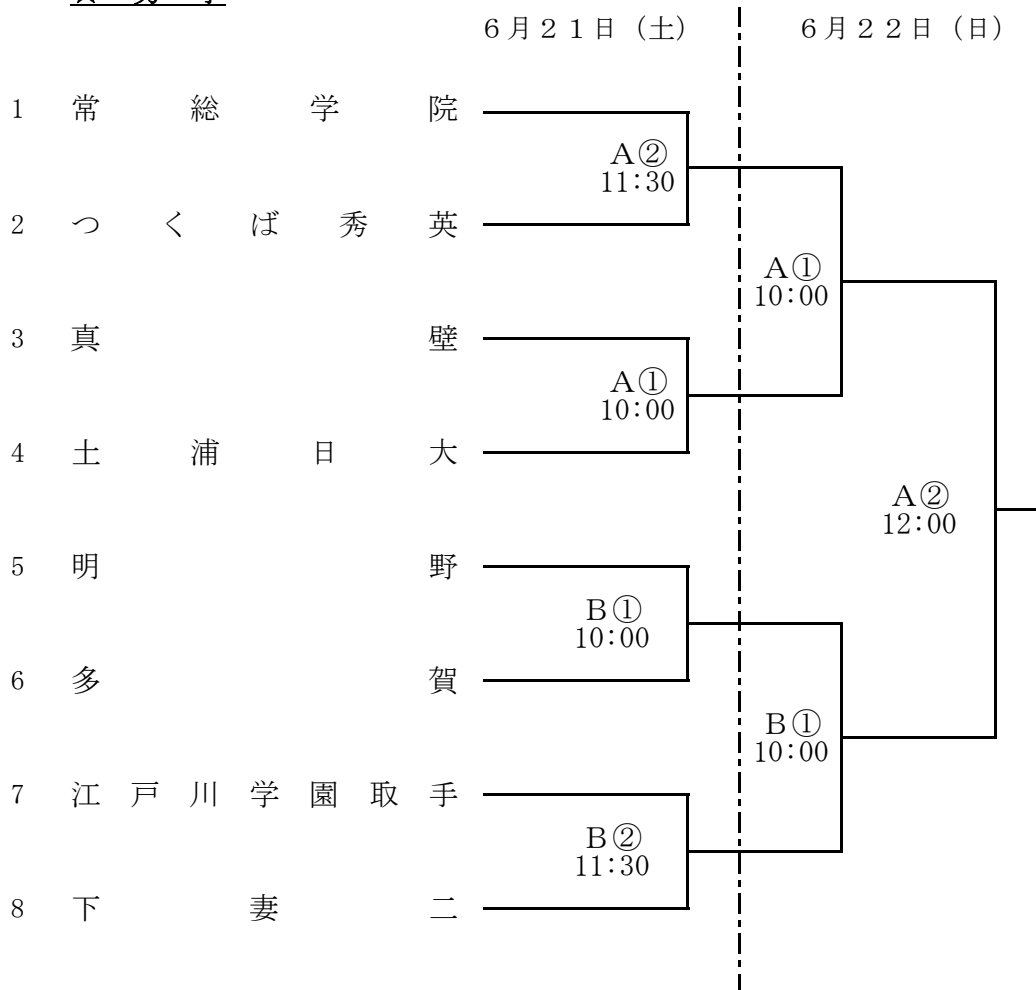 6月21日（土） 6月22日（日）
1 常総学院
A② 
11:30
2 つくば秀英
A①
10:00
3 真壁
A①
10:00
4 土浦日大
A②
12:00
5 明野
B①
10:00
6 多賀
B①
10:00
7 江戸川学園取手
B②
11:30
8 下妻二